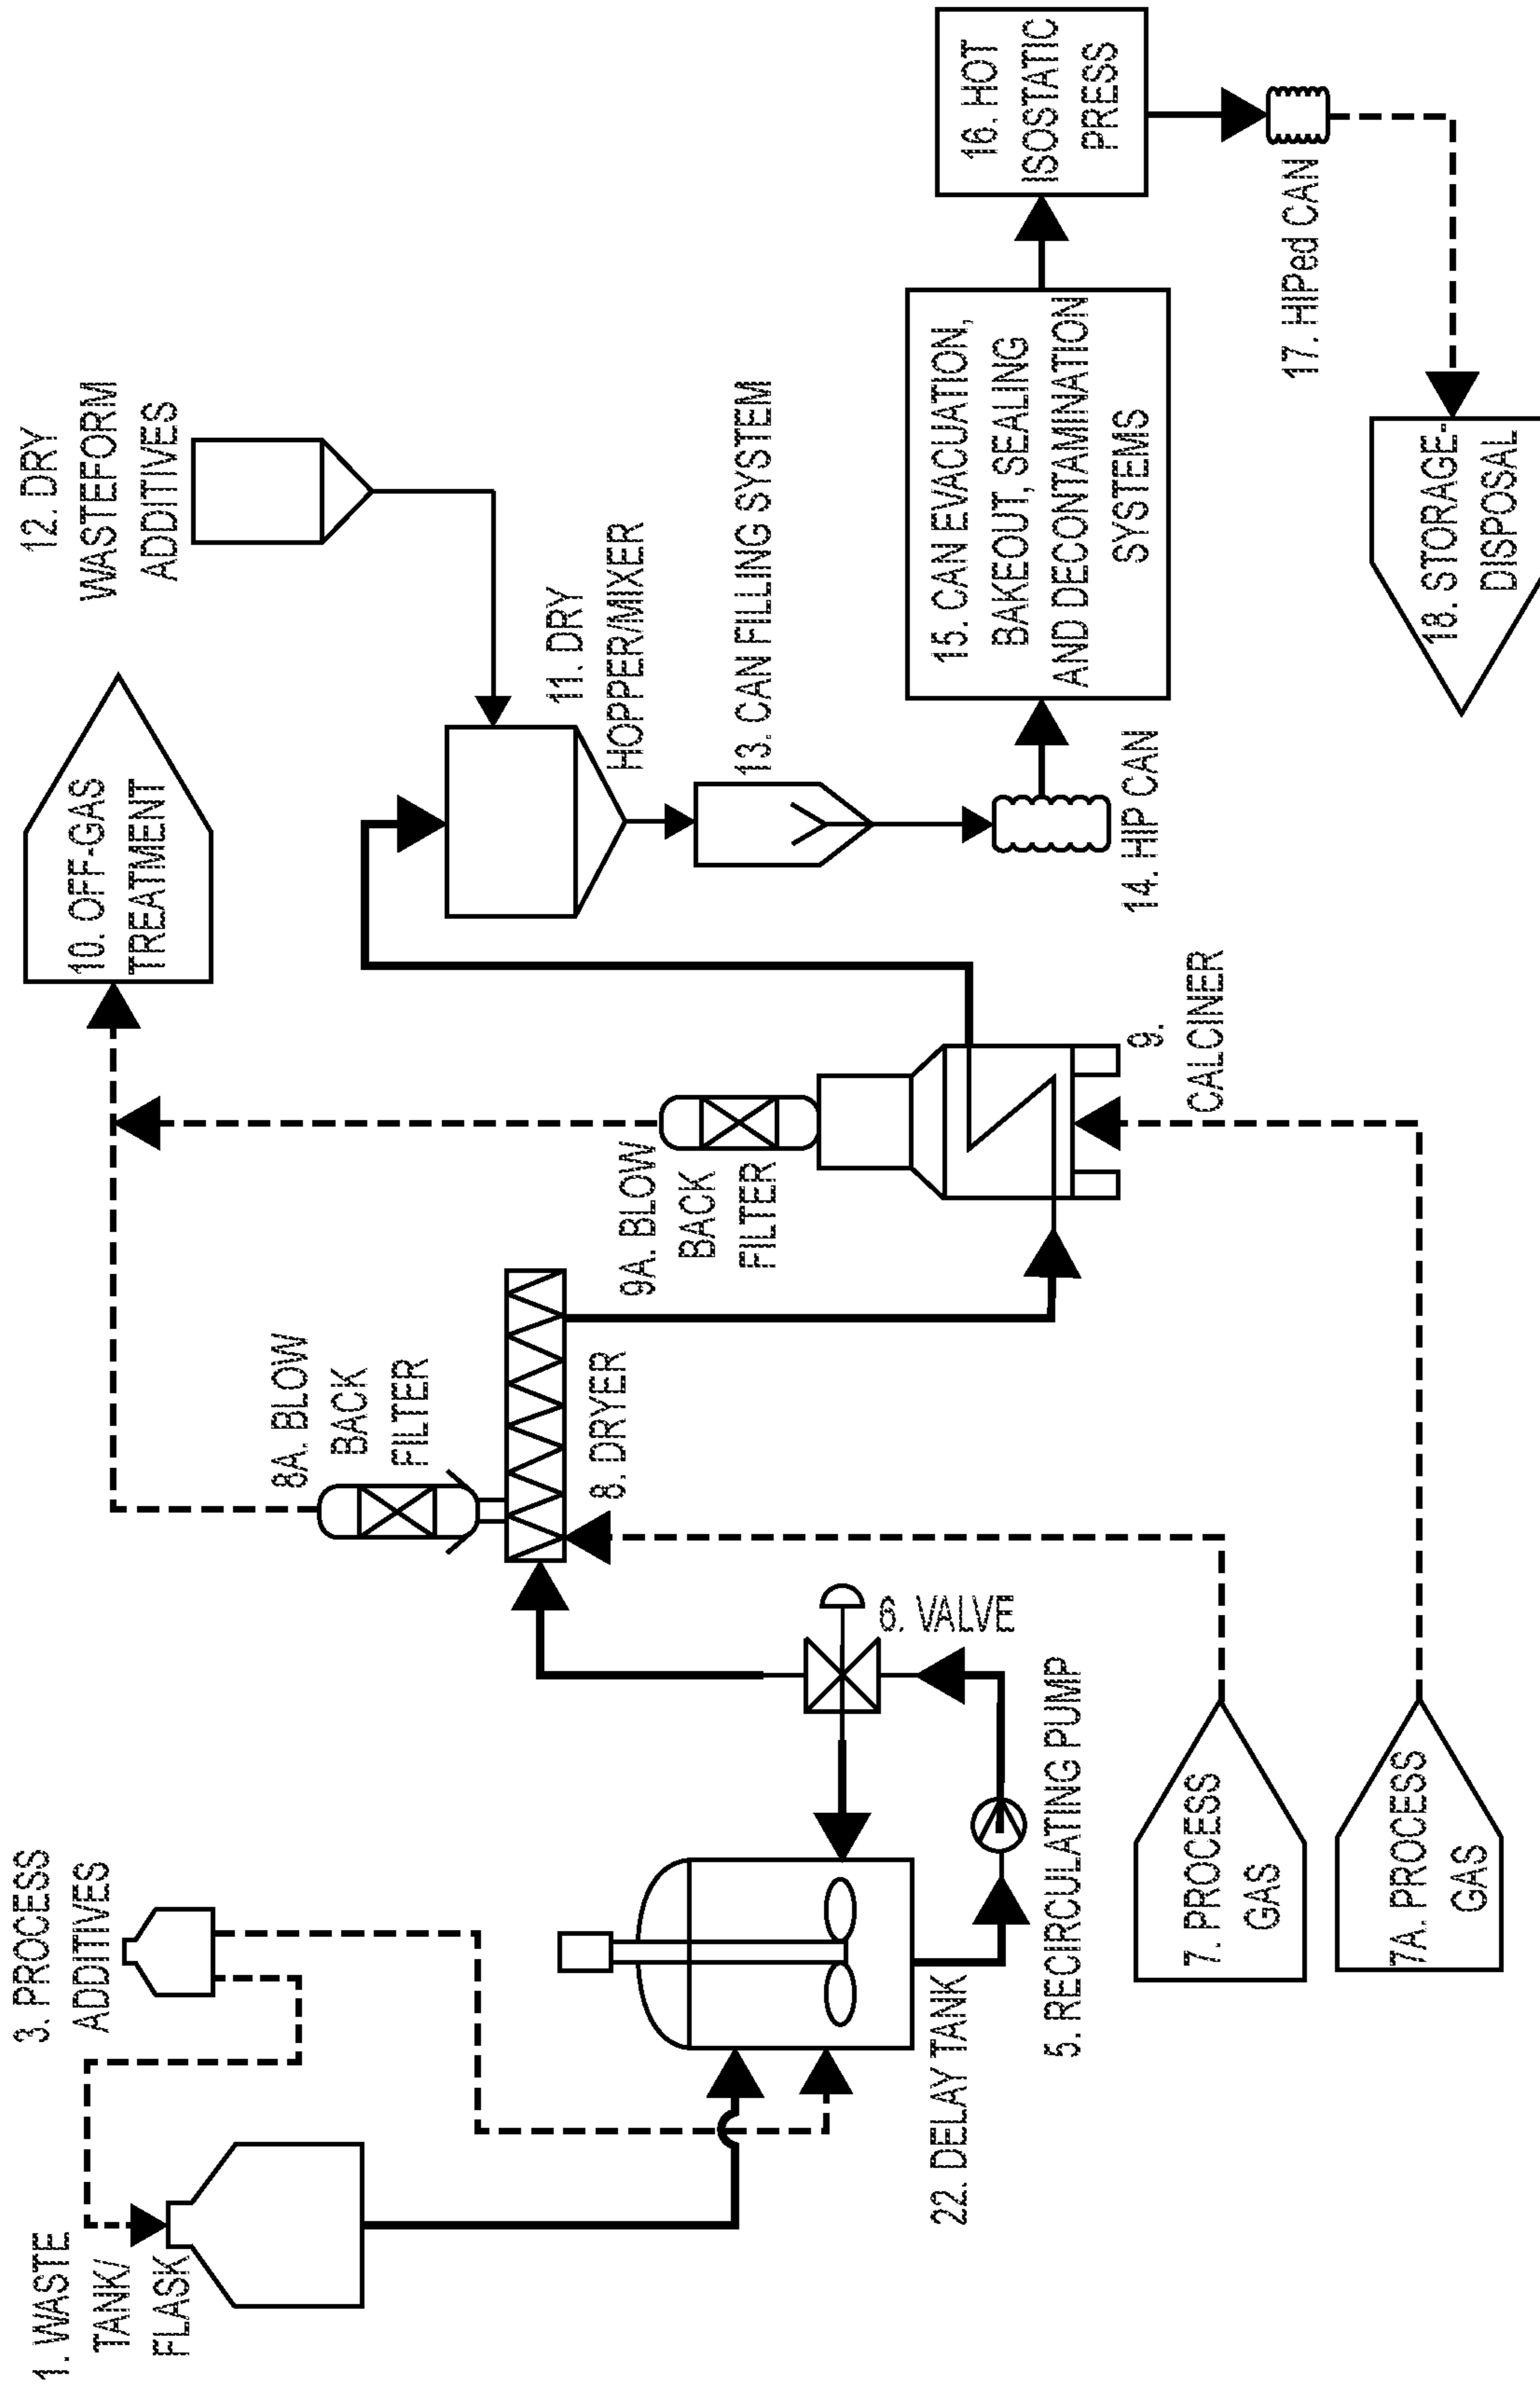 1. WASTE
TANK/
FLASK
3. PROCESS
ADDITIVES
22. DELAY TANK
5. RECIRCULATING PUMP
6. VALVE
7. PROCESS
GAS
7A. PROCESS
GAS
8A. BLOW
BACK
FILTER
8. DRYER
9A. BLOW
BACK
FILTER
9.
CALCINER
10. OFF-GAS
TREATMENT
12. DRY
WASTEFORM
ADDITIVES
11. DRY
HOPPER/MIXER
13. CAN FILLING SYSTEM
14. HIP CAN
15. CAN EVACUATION,
BAKEOUT, SEALING
AND DECONTAMINATION
SYSTEMS
16. HOT
ISOSTATIC
PRESS
17. HIPed CAN
18. STORAGE-
DISPOSAL